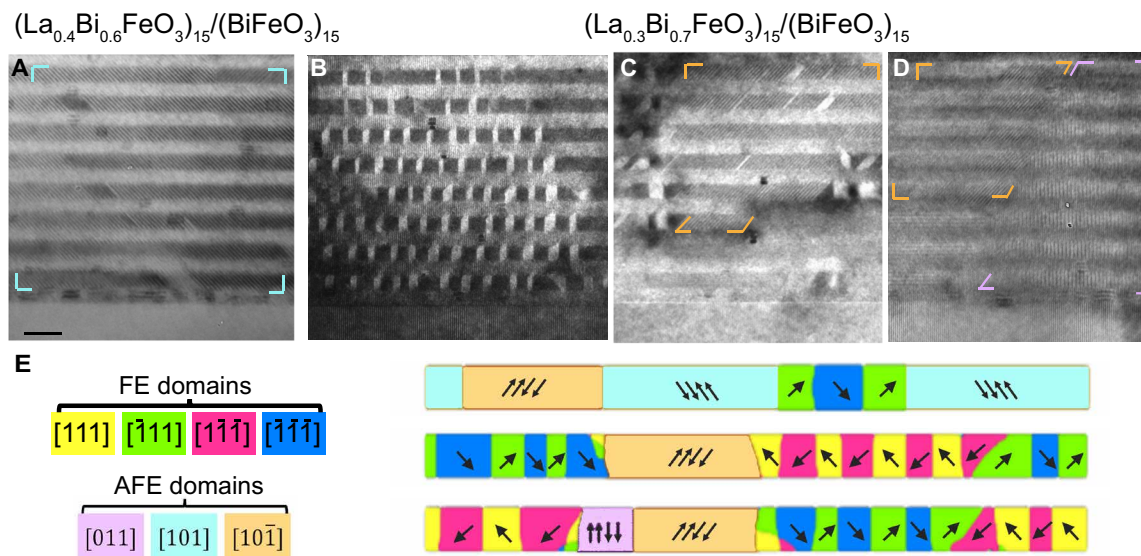 (La₀.₄Bi₀.₆FeO₃)₁₅/(BiFeO₃)₁₅
(La₀.₃Bi₀.₇FeO₃)₁₅/(BiFeO₃)₁₅
A
B
C
D
E
FE domains
[111] [1̄11] [11̄1̄] [1̄1̄1̄]
AFE domains
[011] [101] [101̄]